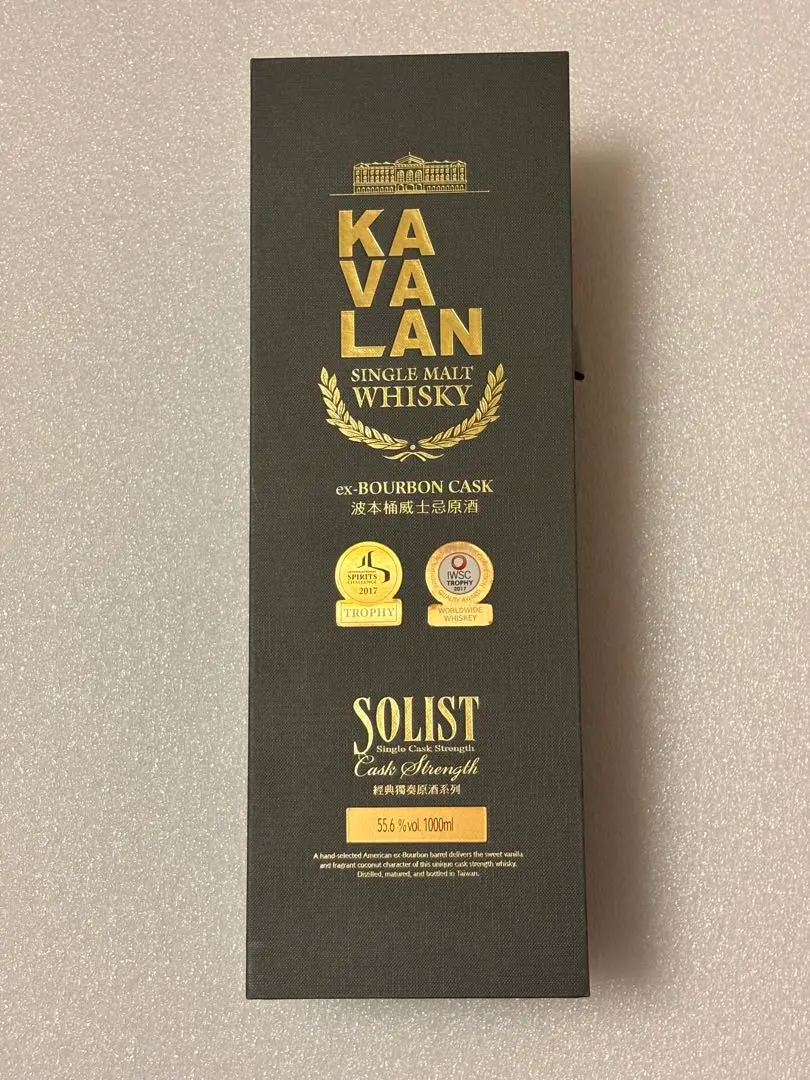 KA
VA
LAN
SINGLE MALT
WHISKY
ex-BOURBON CASK
波本桶威士忌原酒
INTERNATIONAL
SPIRITS
CHALLENGE
2017
TROPHY
IWSC
TROPHY
2017
WORLDWIDE
WHISKEY
SOLIST
Single Cask Strength
Cask Strength
經典獨奏原酒系列
55.6 %vol. 1000ml
A hand-selected American ex-Bourbon barrel delivers the sweet vanilla
and fragrant coconut character of this unique cask strength whisky.
Distilled, matured, and bottled in Taiwan.